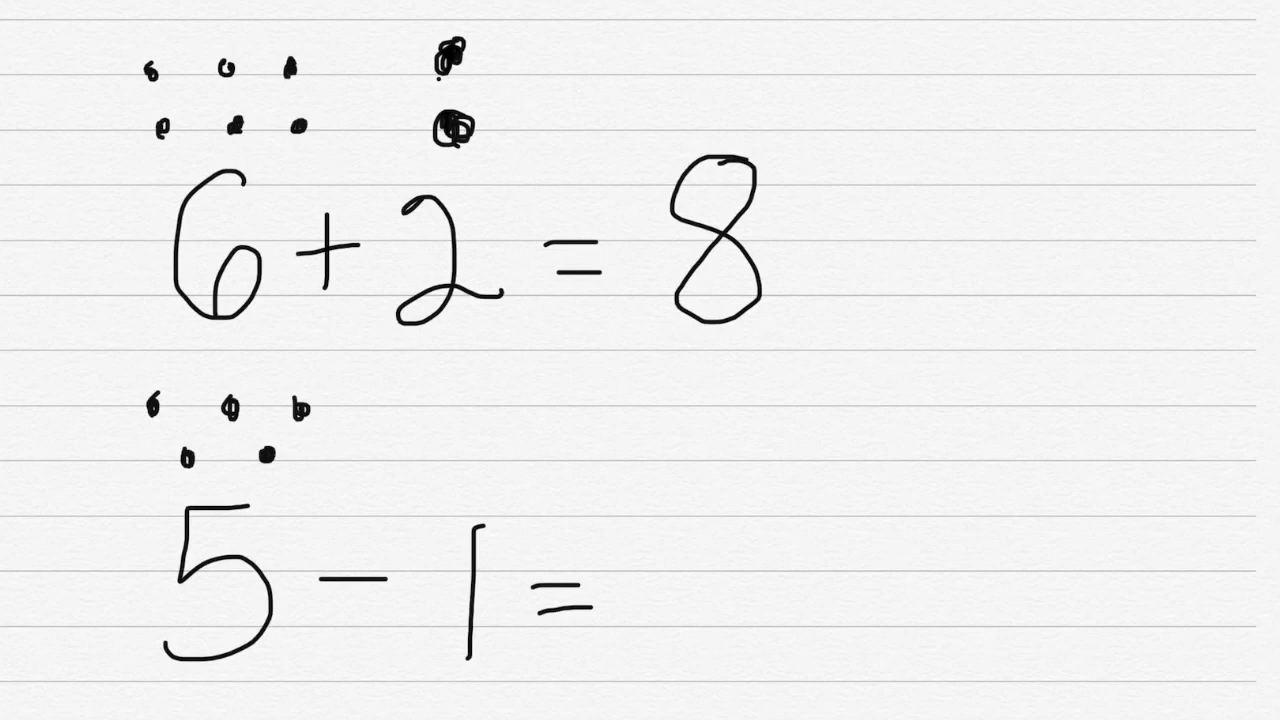 6 + 2 = 8
5 - 1 =